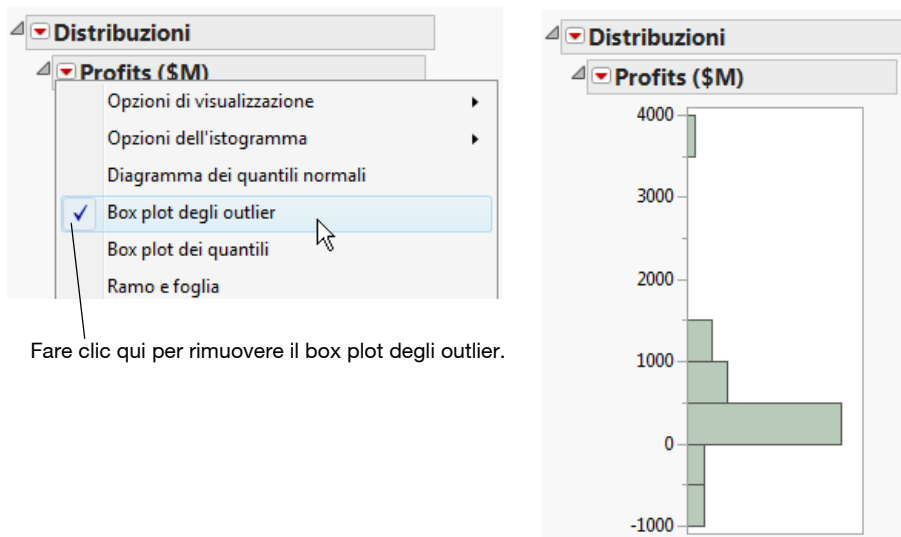 Distribuzioni
Profits ($M)
Opzioni di visualizzazione
Opzioni dell'istogramma
Diagramma dei quantili normali
Box plot degli outlier
Box plot dei quantili
Ramo e foglia
Fare clic qui per rimuovere il box plot degli outlier.
Distribuzioni
Profits ($M)
4000
3000
2000
1000
0
-1000